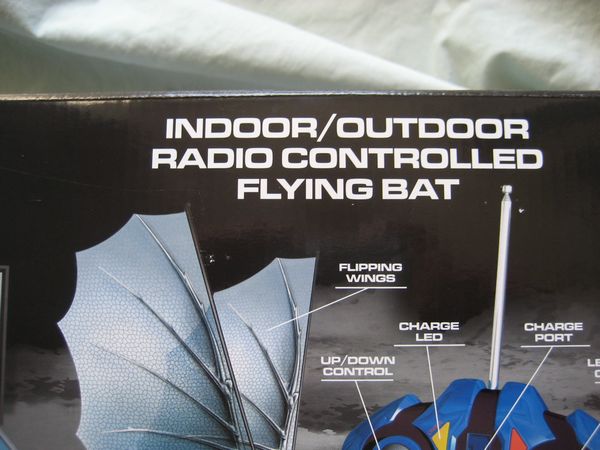 INDOOR/OUTDOOR
RADIO CONTROLLED
FLYING BAT
FLIPPING
WINGS
CHARGE
LED
CHARGE
PORT
UP/DOWN
CONTROL